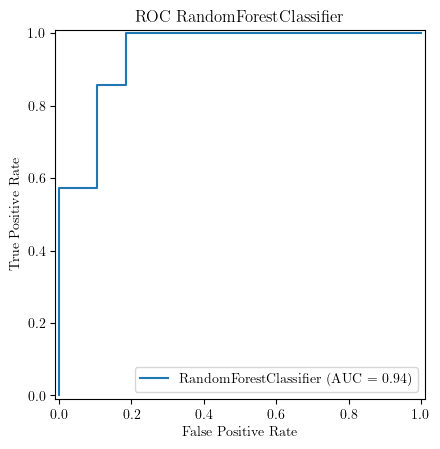 ROC RandomForestClassifier
1.0
0.8
0.6
0.4
0.2
0.0
True Positive Rate
RandomForestClassifier (AUC = 0.94)
0.0 0.2 0.4 0.6 0.8 1.0
False Positive Rate